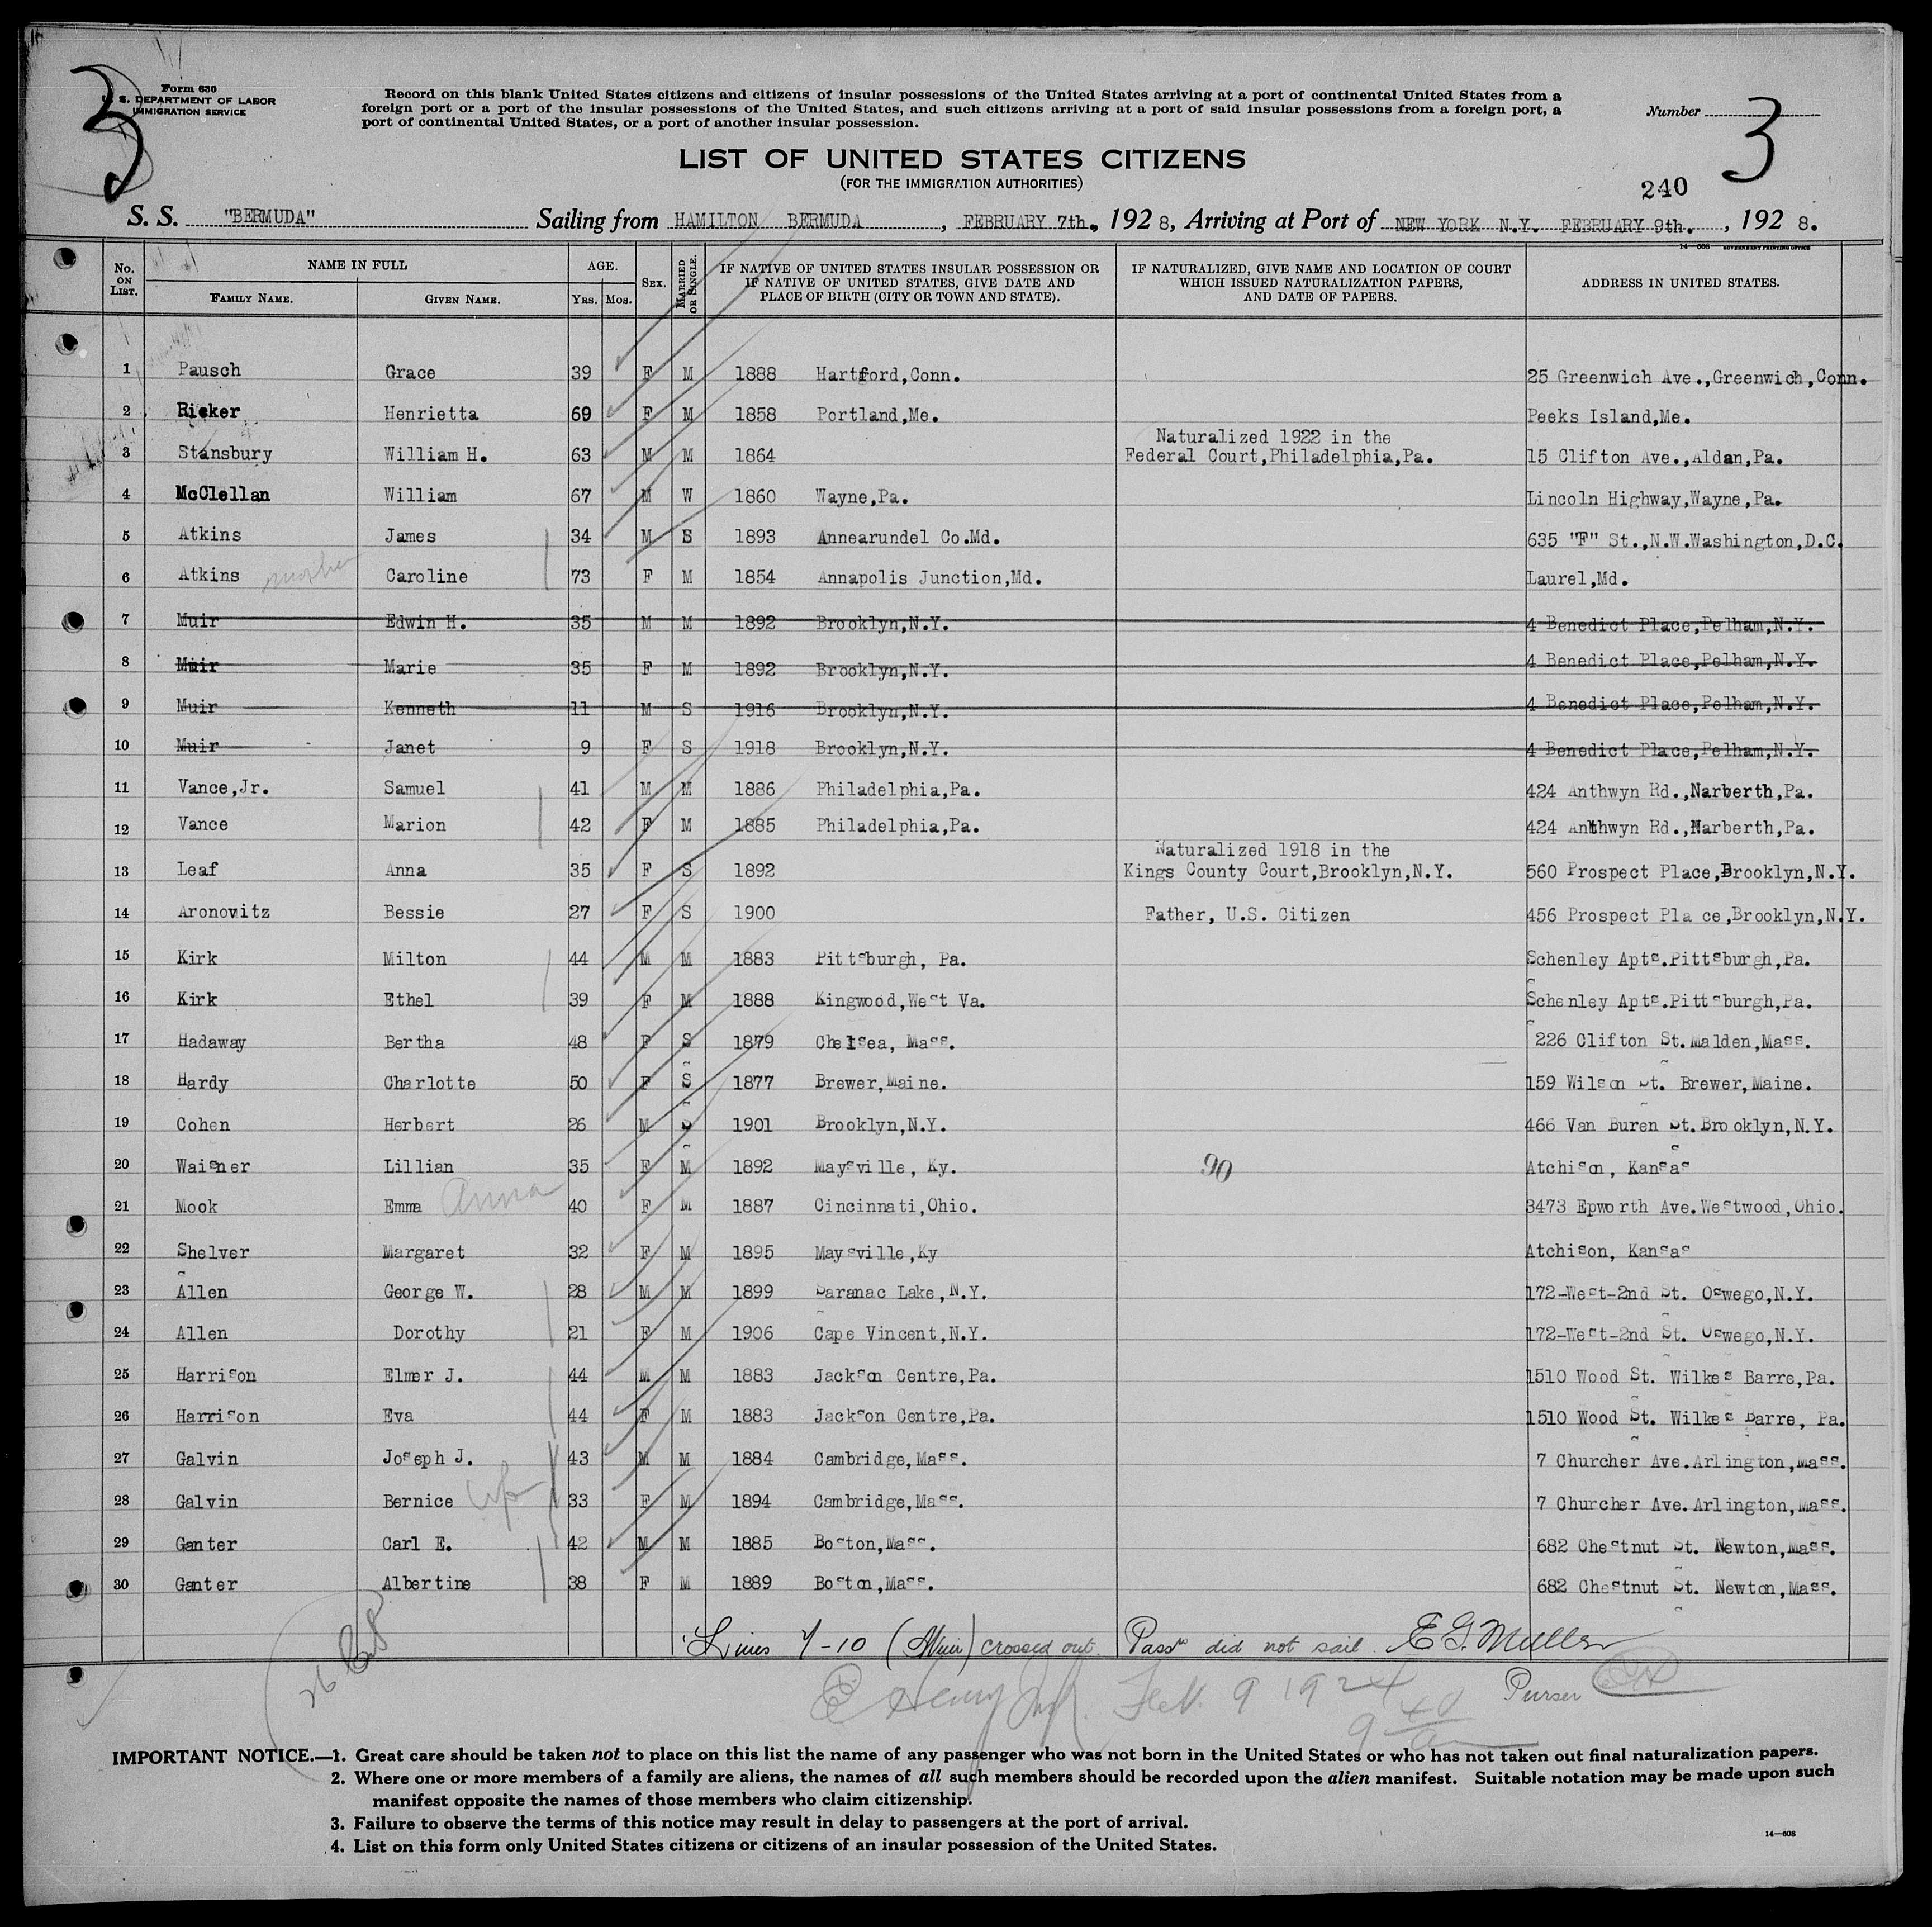 3
Form 630
U. S. DEPARTMENT OF LABOR
IMMIGRATION SERVICE
Record on this blank United States citizens and citizens of insular possessions of the United States arriving at a port of continental United States from a
foreign port or a port of the insular possessions of the United States, and such citizens arriving at a port of said insular possessions from a foreign port, a
port of continental United States, or a port of another insular possession.
Number 3
LIST OF UNITED STATES CITIZENS
(FOR THE IMMIGRATION AUTHORITIES)
240
S. S. "BERMUDA" Sailing from HAMILTON BERMUDA, FEBRUARY 7th., 1928, Arriving at Port of NEW YORK N.Y. FEBRUARY 9th., 1928.
14—608 GOVERNMENT PRINTING OFFICE
No. ON LIST. NAME IN FULL FAMILY NAME. GIVEN NAME. AGE. YRS. MOS. SEX. MARRIED OR SINGLE. IF NATIVE OF UNITED STATES INSULAR POSSESSION OR IF NATIVE OF UNITED STATES, GIVE DATE AND PLACE OF BIRTH (CITY OR TOWN AND STATE). IF NATURALIZED, GIVE NAME AND LOCATION OF COURT WHICH ISSUED NATURALIZATION PAPERS, AND DATE OF PAPERS. ADDRESS IN UNITED STATES.
1 Pausch Grace 39 F M 1888 Hartford,Conn. 25 Greenwich Ave.,Greenwich,Conn.
2 Ricker Henrietta 69 F M 1858 Portland,Me. Peeks Island,Me.
3 Stansbury William H. 63 M M 1864 Naturalized 1922 in the Federal Court,Philadelphia,Pa. 15 Clifton Ave.,Aldan,Pa.
4 McClellan William 67 M W 1860 Wayne,Pa. Lincoln Highway,Wayne,Pa.
5 Atkins James 34 M S 1893 Annearundel Co.Md. 635 "F" St.,N.W.Washington,D.C.
6 Atkins mother Caroline 73 F M 1854 Annapolis Junction,Md. Laurel,Md.
7 Muir Edwin H. 35 M M 1892 Brooklyn,N.Y. 4 Benedict Place,Pelham,N.Y.
8 Muir Marie 35 F M 1892 Brooklyn,N.Y. 4 Benedict Place,Pelham,N.Y.
9 Muir Kenneth 11 M S 1916 Brooklyn,N.Y. 4 Benedict Place,Pelham,N.Y.
10 Muir Janet 9 F S 1918 Brooklyn,N.Y. 4 Benedict Place,Pelham,N.Y.
11 Vance,Jr. Samuel 41 M M 1886 Philadelphia,Pa. 424 Anthwyn Rd.,Narberth,Pa.
12 Vance Marion 42 F M 1885 Philadelphia,Pa. 424 Anthwyn Rd.,Narberth,Pa.
13 Leaf Anna 35 F S 1892 Naturalized 1918 in the Kings County Court,Brooklyn,N.Y. 560 Prospect Place,Brooklyn,N.Y.
14 Aronowitz Bessie 27 F S 1900 Father, U.S. Citizen 456 Prospect Pla ce,Brooklyn,N.Y.
15 Kirk Milton 44 M M 1883 Pittsburgh, Pa. Schenley Apts.Pittsburgh,Pa.
16 Kirk Ethel 39 F M 1888 Kingwood,West Va. Schenley Apts.Pittsburgh,Pa.
17 Hadaway Bertha 48 F S 1879 Chelsea, Mass. 226 Clifton St.Malden,Mass.
18 Hardy Charlotte 50 F S 1877 Brewer,Maine. 159 Wilson St. Brewer,Maine.
19 Cohen Herbert 26 M S 1901 Brooklyn,N.Y. 466 Van Buren St.Brooklyn,N.Y.
20 Waisner Lillian 35 F M 1892 Maysville, Ky. 90 Atchison, Kansas
21 Mook Emma Anna 40 F M 1887 Cincinnati,Ohio. 3473 Epworth Ave.Westwood,Ohio.
22 Shelver Margaret 32 F M 1895 Maysville,Ky Atchison, Kansas
23 Allen George W. 28 M M 1899 Saranac Lake,N.Y. 172-West-2nd St. Oswego,N.Y.
24 Allen Dorothy 21 F M 1906 Cape Vincent,N.Y. 172-West-2nd St. Oswego,N.Y.
25 Harrison Elmer J. 44 M M 1883 Jackson Centre,Pa. 1510 Wood St. Wilkes Barre,Pa.
26 Harrison Eva 44 F M 1883 Jackson Centre,Pa. 1510 Wood St. Wilkes Barre, Pa.
27 Galvin Joseph J. 43 M M 1884 Cambridge,Mass. 7 Churcher Ave.Arlington,Mass.
28 Galvin Bernice 33 F M 1894 Cambridge,Mass. 7 Churcher Ave.Arlington,Mass.
29 Ganter Carl E. 42 M M 1885 Boston,Mass. 682 Chestnut St. Newton,Mass.
30 Ganter Albertine 38 F M 1889 Boston,Mass. 682 Chestnut St. Newton,Mass.
Lines 7-10 (Muir) crossed out. Passrs did not sail. E G. Muller
Purser
26
Feb. 9 192
9 40
IMPORTANT NOTICE.—1. Great care should be taken not to place on this list the name of any passenger who was not born in the United States or who has not taken out final naturalization papers.
2. Where one or more members of a family are aliens, the names of all such members should be recorded upon the alien manifest. Suitable notation may be made upon such
manifest opposite the names of those members who claim citizenship.
3. Failure to observe the terms of this notice may result in delay to passengers at the port of arrival.
4. List on this form only United States citizens or citizens of an insular possession of the United States.
14—608